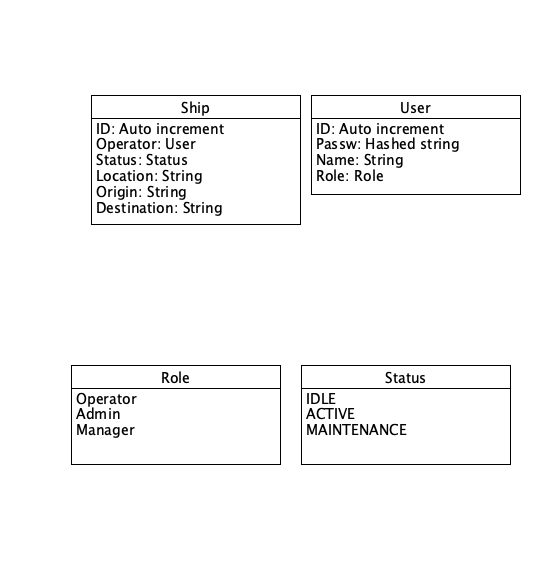 Ship
ID: Auto increment
Operator: User
Status: Status
Location: String
Origin: String
Destination: String
User
ID: Auto increment
Passw: Hashed string
Name: String
Role: Role
Role
Operator
Admin
Manager
Status
IDLE
ACTIVE
MAINTENANCE